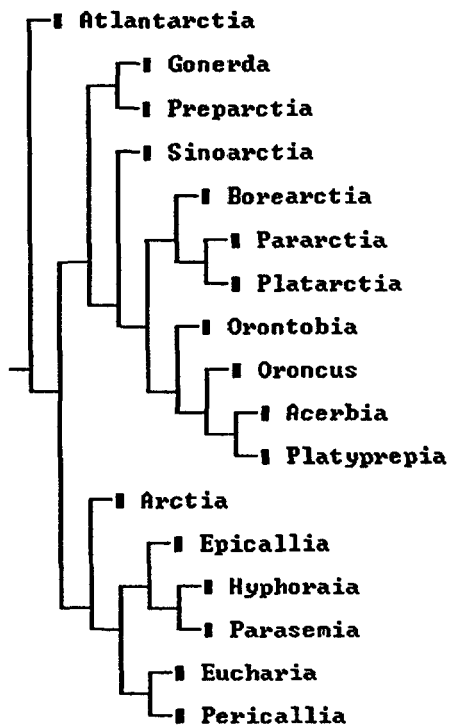 Atlantarctia
Gonerda
Preparctia
Sinoarctia
Borearctia
Pararctia
Platarctia
Orontobia
Oroncus
Acerbia
Platyprepia
Arctia
Epicallia
Hyphoraia
Parasemia
Eucharia
Pericallia